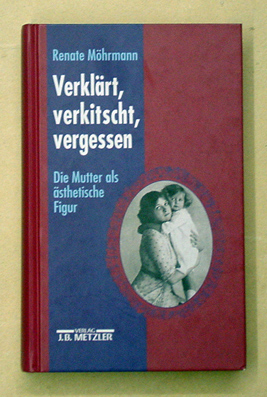 Renate Möhrmann
Verklärt,
verkitscht,
vergessen
Die Mutter als
ästhetische
Figur
VERLAG
J.B. METZLER